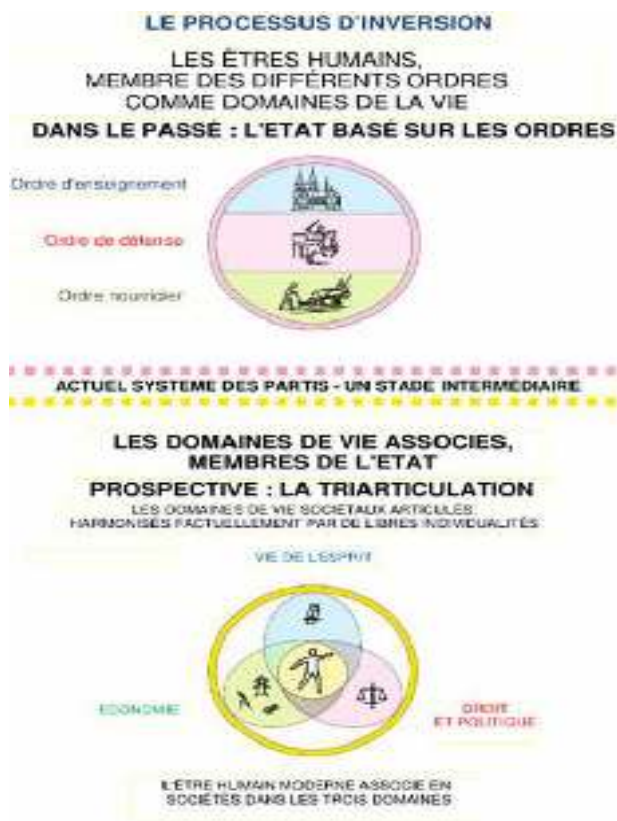 LE PROCESSUS D'INVERSION
LES ÊTRES HUMAINS,
MEMBRE DES DIFFÉRENTS ORDRES
COMME DOMAINES DE LA VIE
DANS LE PASSÉ : L'ETAT BASÉ SUR LES ORDRES
Ordre d'enseignement
Ordre de défense
Ordre nourricier
ACTUEL SYSTEME DES PARTIS - UN STADE INTERMÉDIAIRE
LES DOMAINES DE VIE ASSOCIES,
MEMBRES DE L'ETAT
PROSPECTIVE : LA TRIARTICULATION
LES DOMAINES DE VIE SOCIETAUX ARTICULÉS
HARMONISÉS FACTUELLEMENT PAR DE LIBRES INDIVIDUALITÉS
VIE DE L'ESPRIT
ECONOMIE
DROIT
ET POLITIQUE
L'ÊTRE HUMAIN MODERNE ASSOCIE EN
SOCIÉTÉS DANS LES TROIS DOMAINES